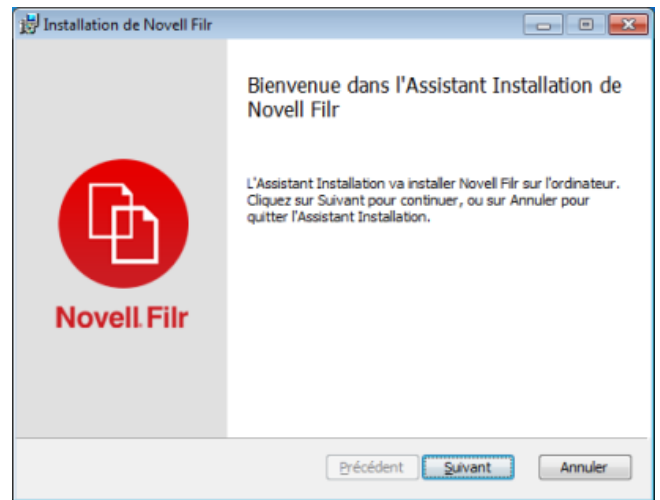 Installation de Novell Filr
Bienvenue dans l'Assistant Installation de
Novell Filr
L'Assistant Installation va installer Novell Filr sur l'ordinateur.
Cliquez sur Suivant pour continuer, ou sur Annuler pour
quitter l'Assistant Installation.
Novell Filr
Précédent
Suivant
Annuler